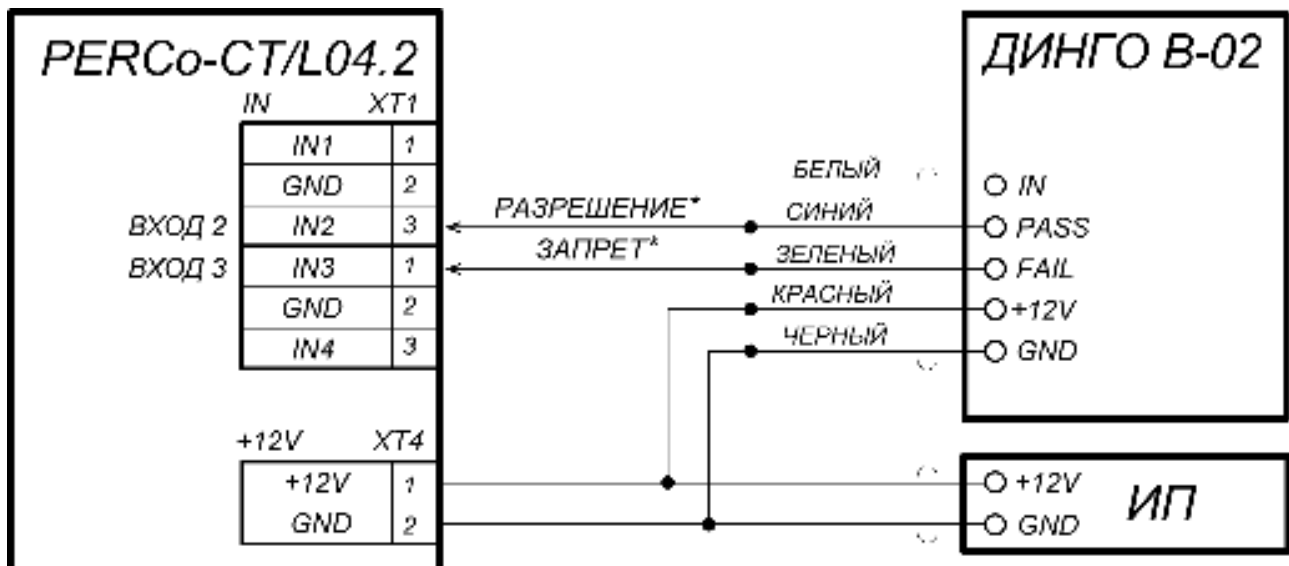 PERCo-CT/L04.2
IN XT1
IN1 1
GND 2
ВХОД 2 IN2 3
ВХОД 3 IN3 1
GND 2
IN4 3
+12V XT4
+12V 1
GND 2
РАЗРЕШЕНИЕ*
ЗАПРЕТ*
БЕЛЫЙ
СИНИЙ
ЗЕЛЕНЫЙ
КРАСНЫЙ
ЧЕРНЫЙ
ДИНГО В-02
IN
PASS
FAIL
+12V
GND
+12V
GND
ИП